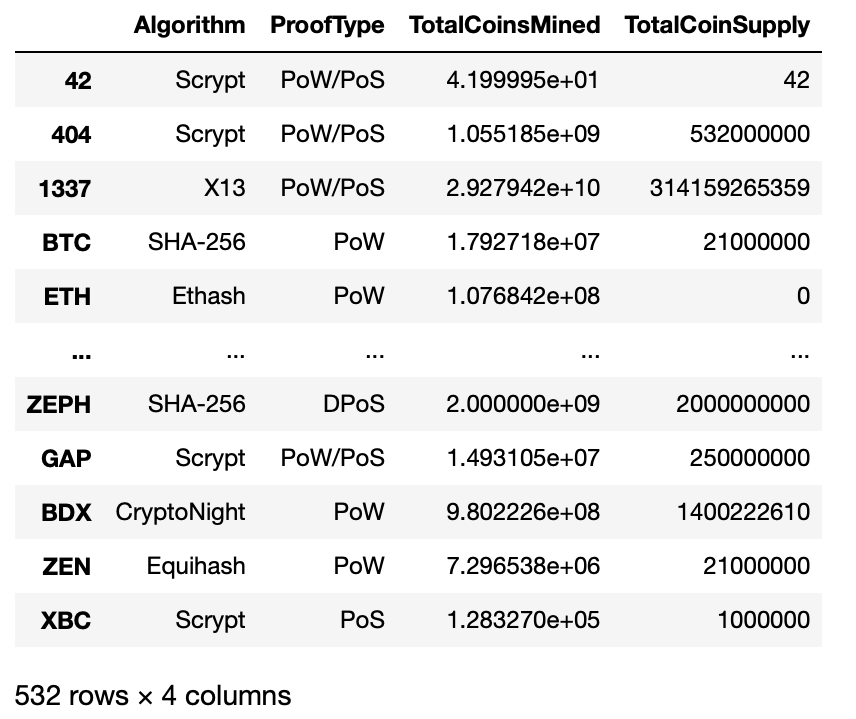 Algorithm ProofType TotalCoinsMined TotalCoinSupply
42 Scrypt PoW/PoS 4.199995e+01 42
404 Scrypt PoW/PoS 1.055185e+09 532000000
1337 X13 PoW/PoS 2.927942e+10 314159265359
BTC SHA-256 PoW 1.792718e+07 21000000
ETH Ethash PoW 1.076842e+08 0
... ... ... ... ...
ZEPH SHA-256 DPoS 2.000000e+09 2000000000
GAP Scrypt PoW/PoS 1.493105e+07 250000000
BDX CryptoNight PoW 9.802226e+08 1400222610
ZEN Equihash PoW 7.296538e+06 21000000
XBC Scrypt PoS 1.283270e+05 1000000
532 rows × 4 columns